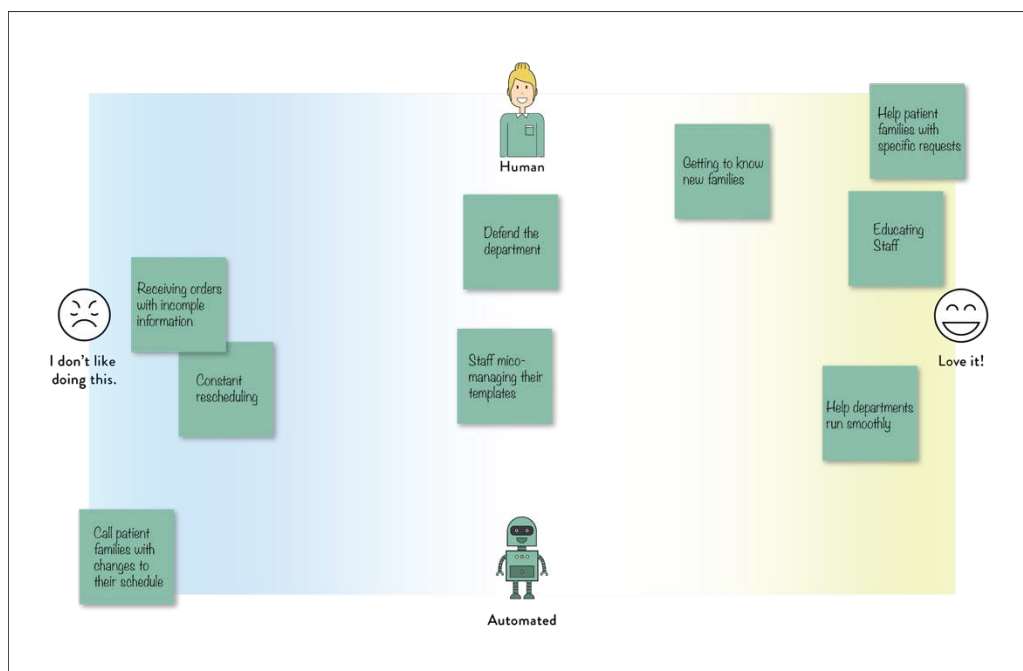 Human
Help patient
families with
specific requests
Getting to know
new families
Defend the
department
Educating
Staff
Receiving orders
with incomple
information
I don't like
doing this.
Love it!
Constant
rescheduling
Staff mico-
managing their
templates
Help departments
run smoothly
Call patient
families with
changes to
their schedule
Automated